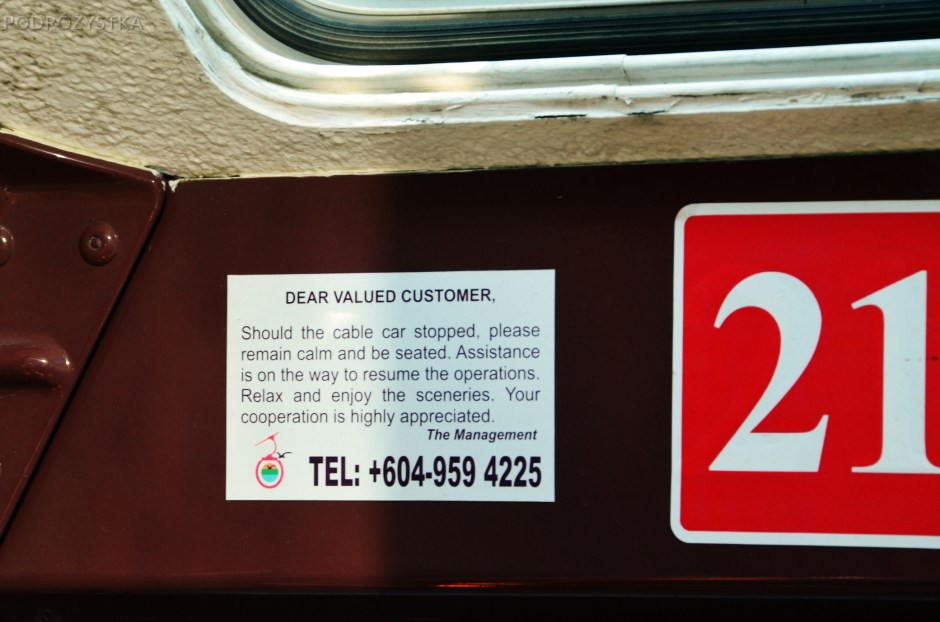 PODROZYSTKA
DEAR VALUED CUSTOMER,
Should the cable car stopped, please
remain calm and be seated. Assistance
is on the way to resume the operations.
Relax and enjoy the sceneries. Your
cooperation is highly appreciated.
The Management
TEL: +604-959 4225
21